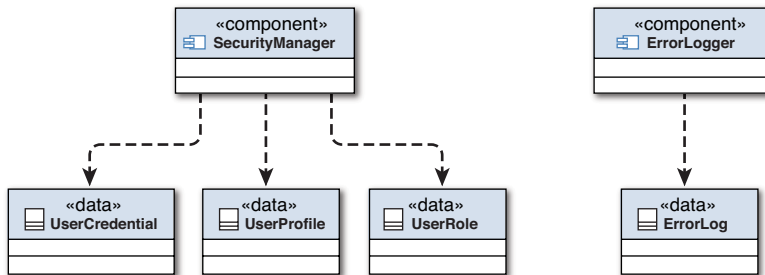 «component»
SecurityManager
«component»
ErrorLogger
«data»
UserCredential
«data»
UserProfile
«data»
UserRole
«data»
ErrorLog